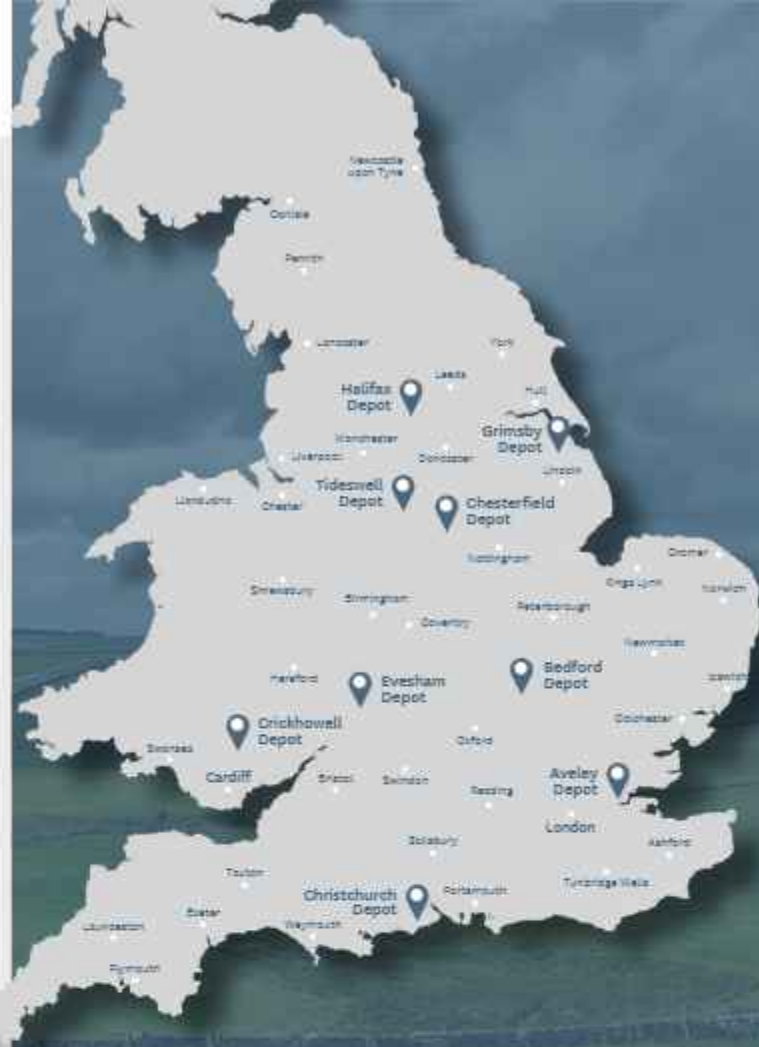 Newcastle
upon Tyne
Carlisle
Penrith
Lancaster
York
Leeds
Hull
Halifax
Depot
Grimsby
Depot
Manchester
Liverpool
Doncaster
Lincoln
Tideswell
Depot
Chesterfield
Depot
Llandudno
Chester
Nottingham
Cromer
Kings Lynn
Norwich
Shrewsbury
Birmingham
Peterborough
Coventry
Newmarket
Hereford
Evesham
Depot
Bedford
Depot
Ipswich
Crickhowell
Depot
Colchester
Oxford
Swansea
Cardiff
Bristol
Swindon
Reading
Aveley
Depot
London
Salisbury
Ashford
Taunton
Tunbridge Wells
Christchurch
Depot
Portsmouth
Exeter
Launceston
Weymouth
Plymouth